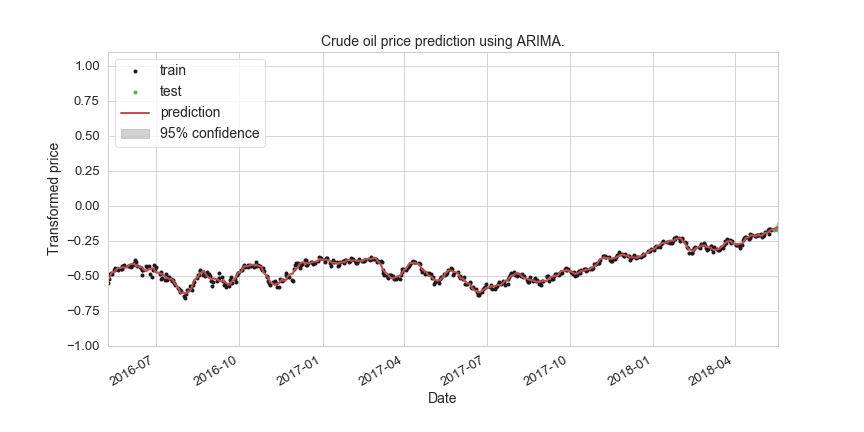 Crude oil price prediction using ARIMA.
train
test
prediction
95% confidence
1.00
0.75
0.50
0.25
0.00
−0.25
−0.50
−0.75
−1.00
Transformed price
2016-07
2016-10
2017-01
2017-04
2017-07
2017-10
2018-01
2018-04
Date